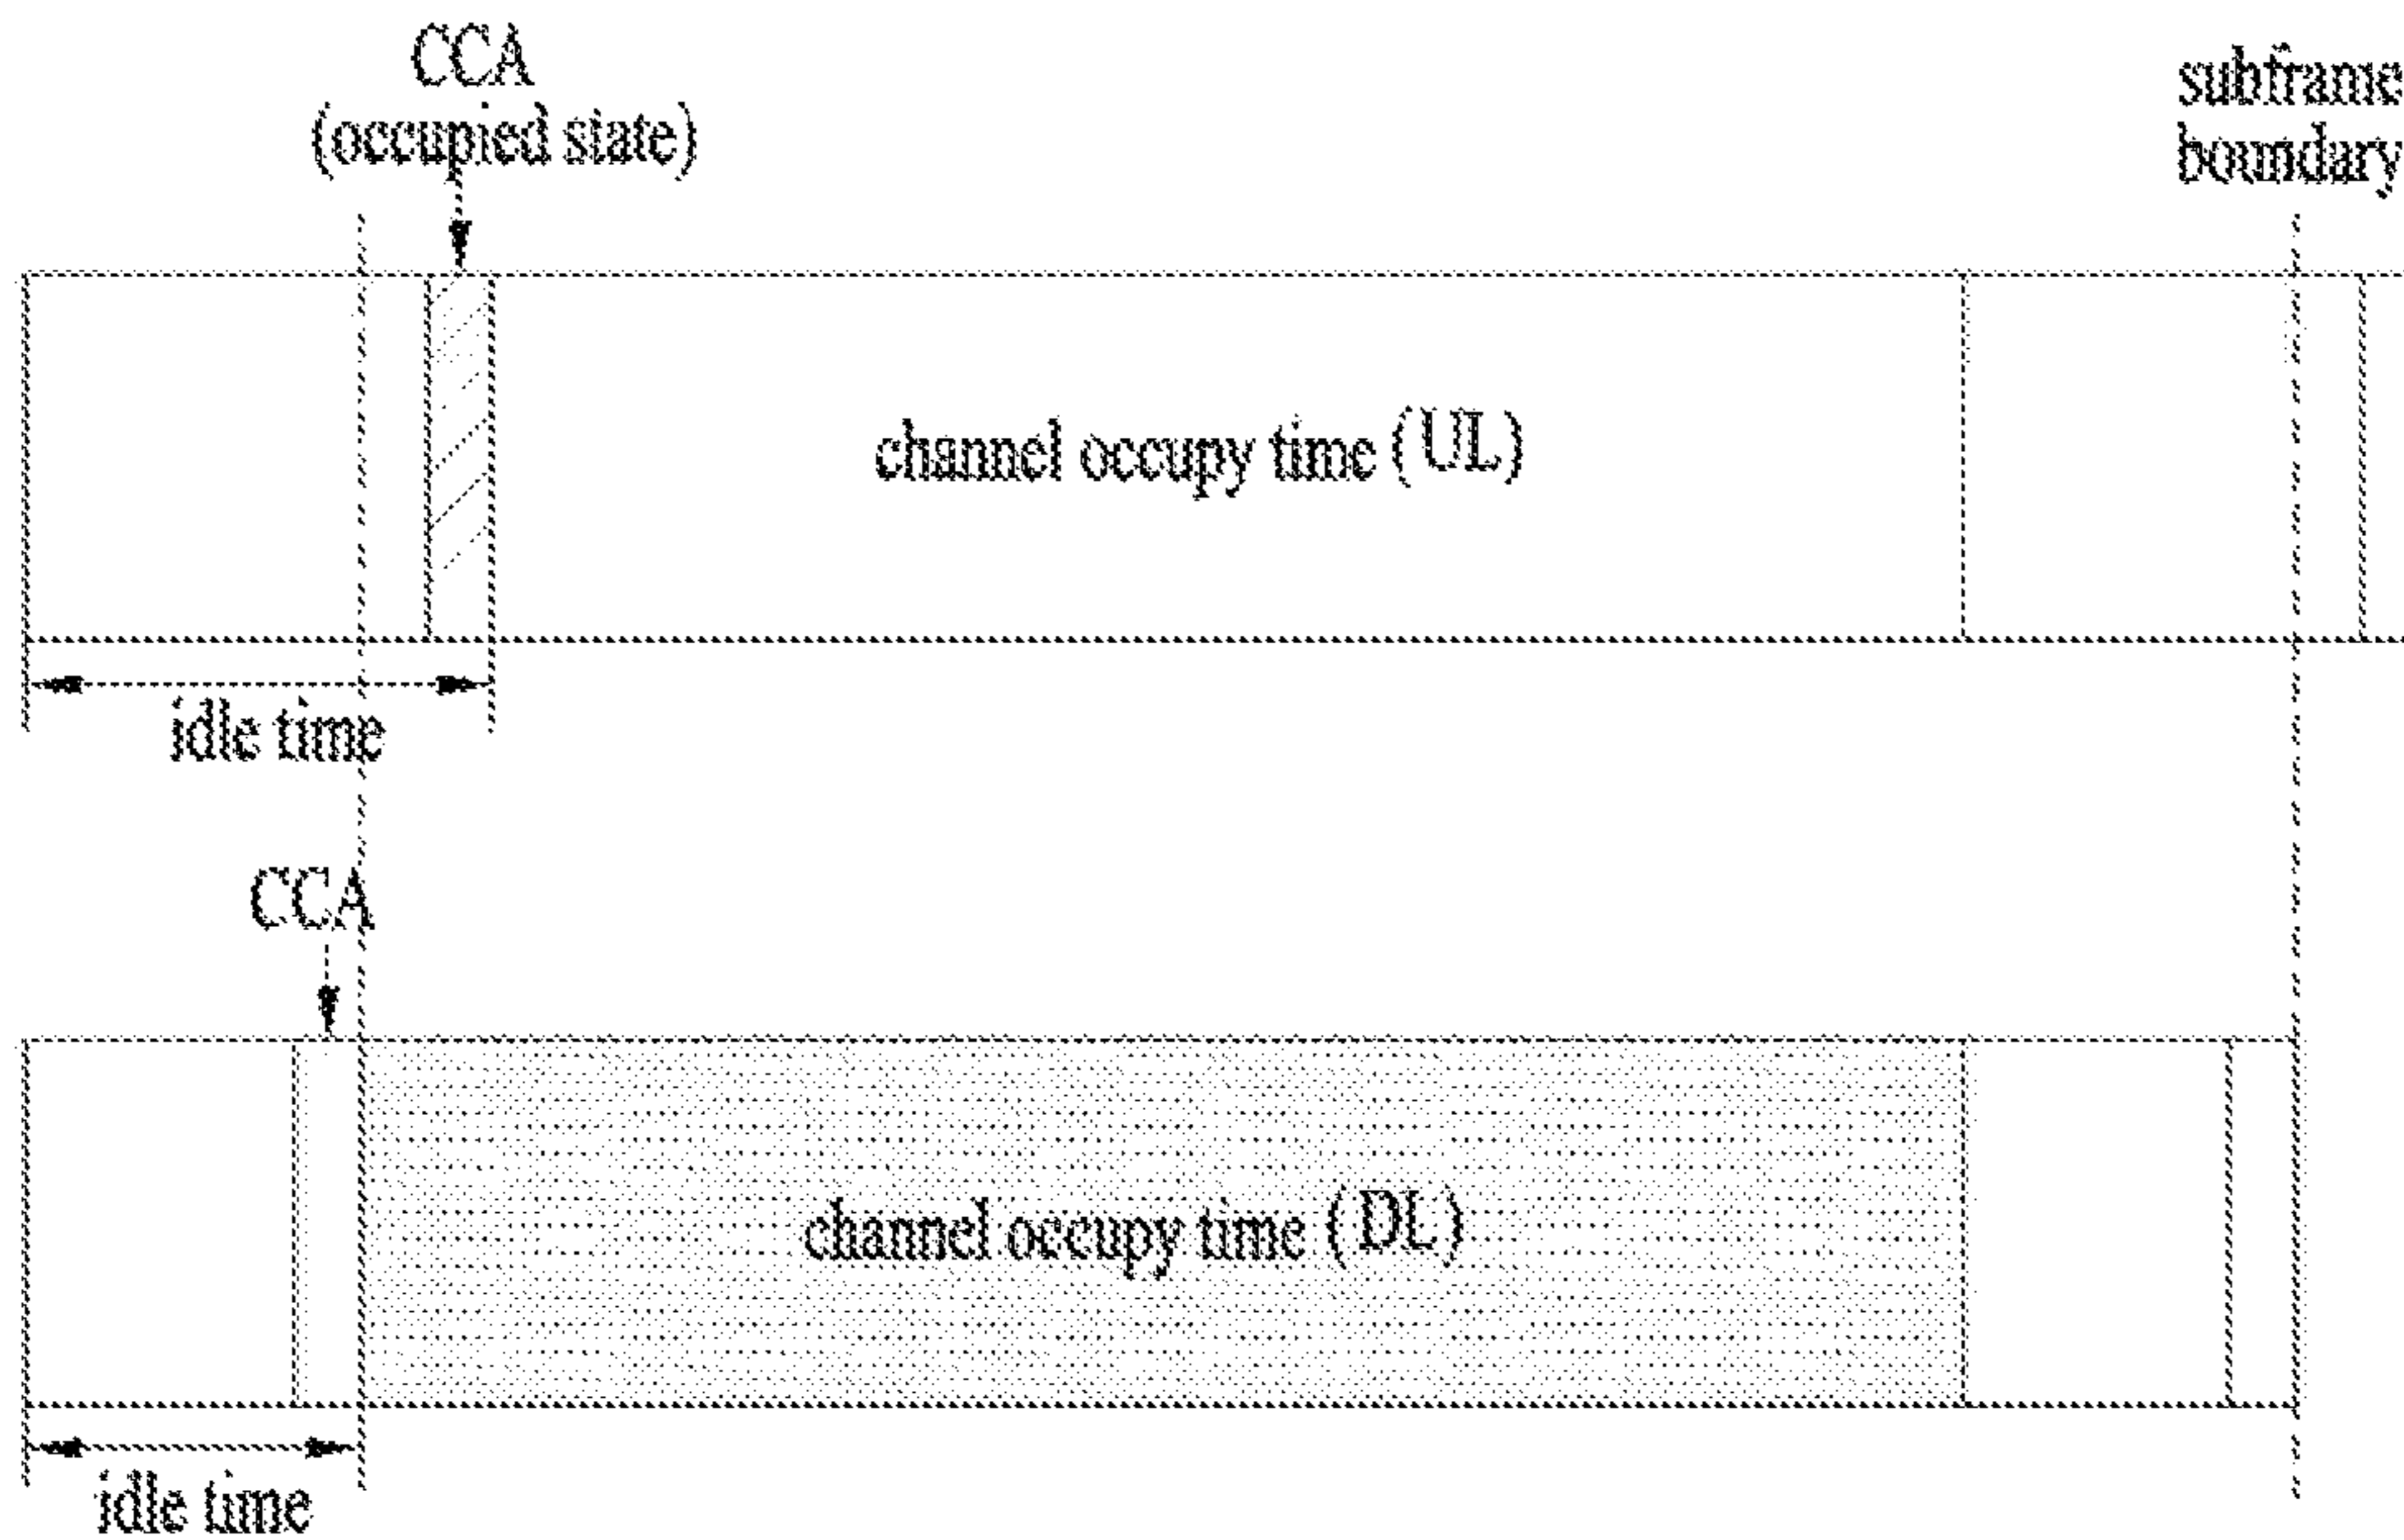 CCA
(occupied state)
subframe
boundary
channel occupy time (UL)
idle time
CCA
channel occupy time (DL)
idle time